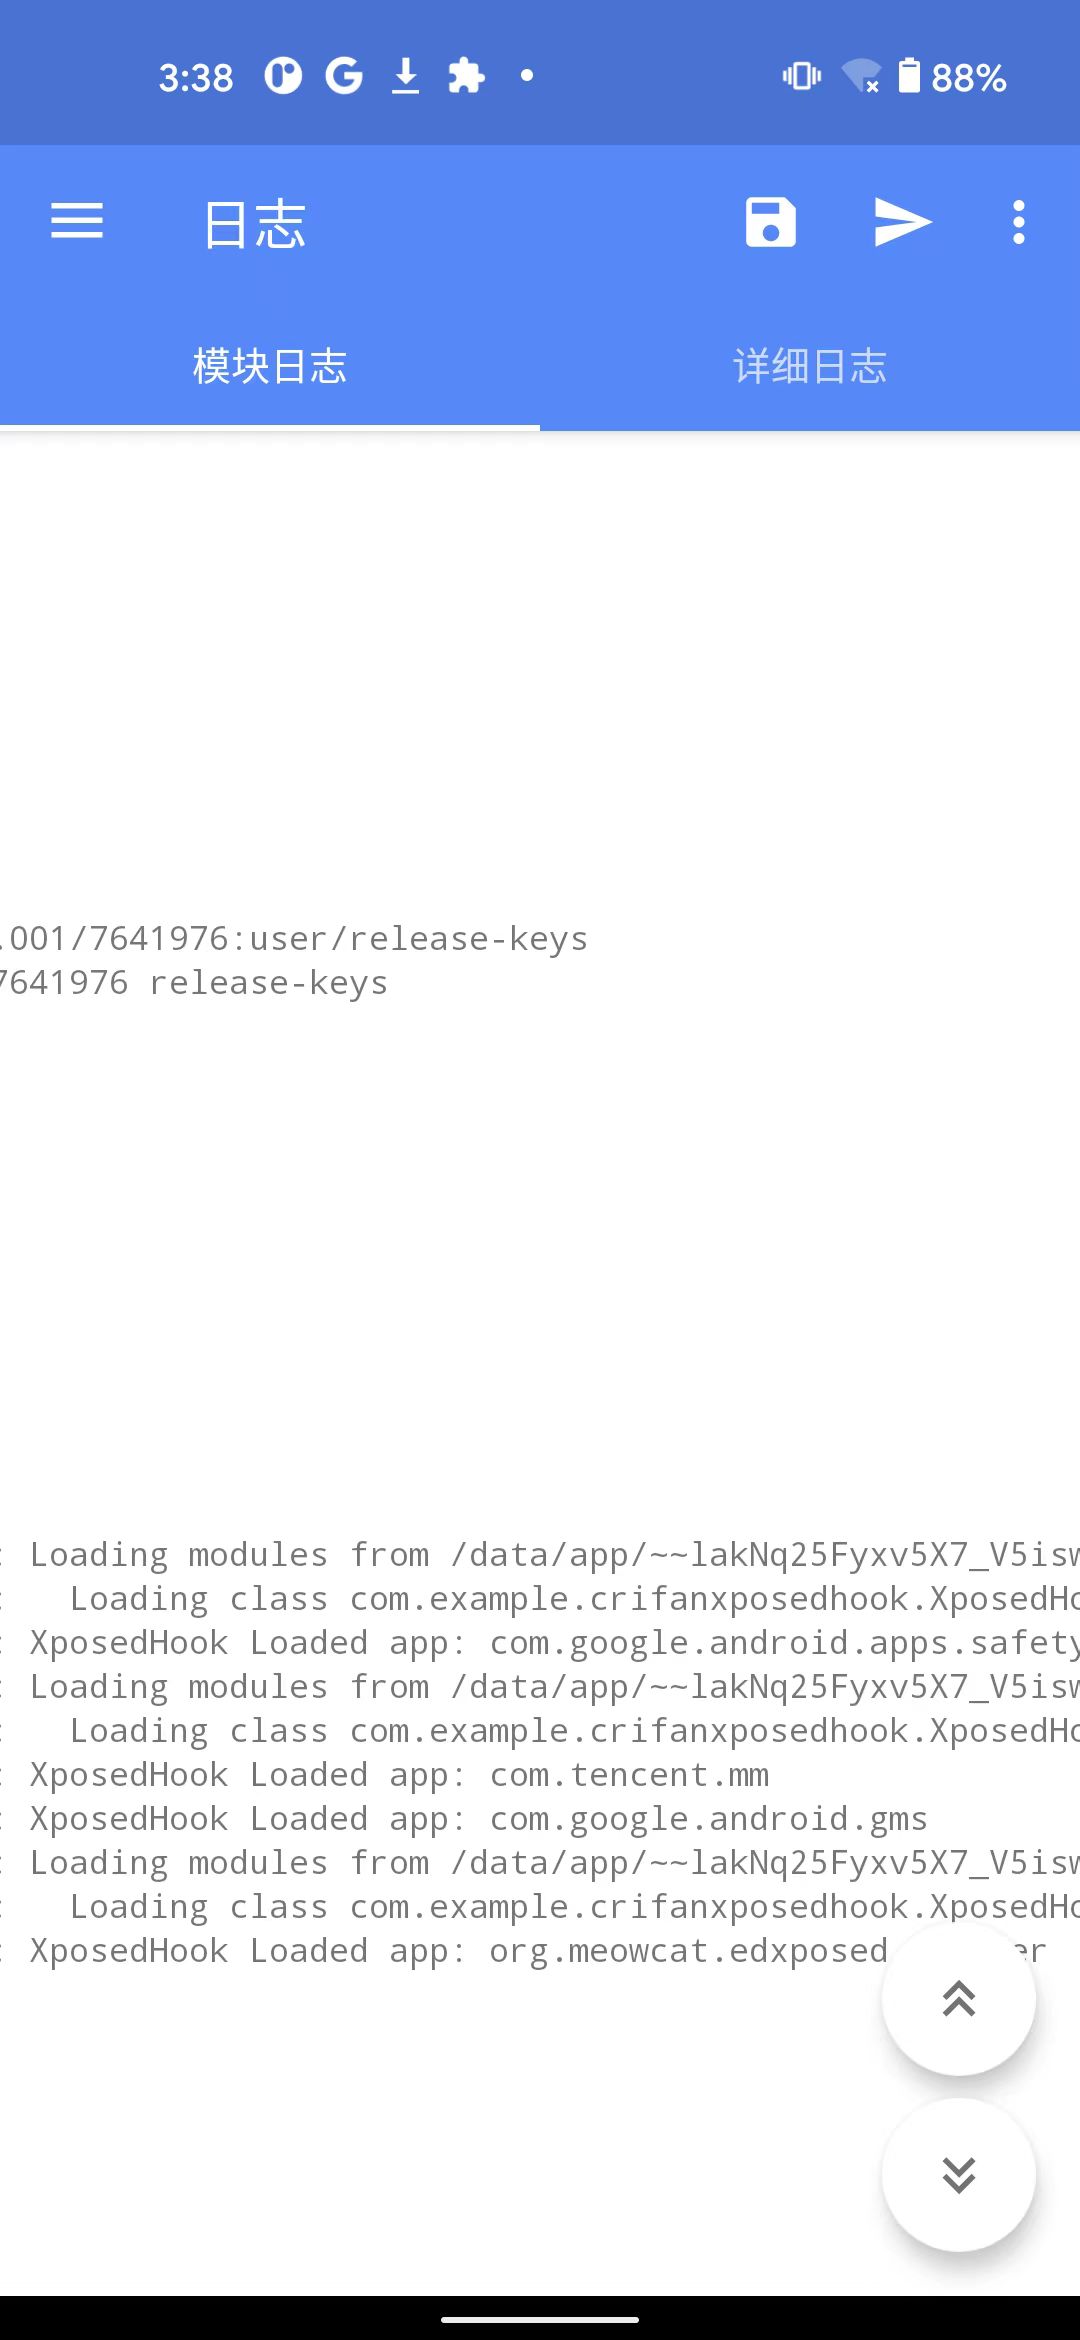 3:38
88%
日志
模块日志
详细日志
.001/7641976:user/release-keys
7641976 release-keys
: Loading modules from /data/app/~~lakNq25Fyxv5X7_V5isw
:   Loading class com.example.crifanxposedhook.XposedHo
: XposedHook Loaded app: com.google.android.apps.safety
: Loading modules from /data/app/~~lakNq25Fyxv5X7_V5isw
:   Loading class com.example.crifanxposedhook.XposedHo
: XposedHook Loaded app: com.tencent.mm
: XposedHook Loaded app: com.google.android.gms
: Loading modules from /data/app/~~lakNq25Fyxv5X7_V5isw
:   Loading class com.example.crifanxposedhook.XposedHo
: XposedHook Loaded app: org.meowcat.edxposed er